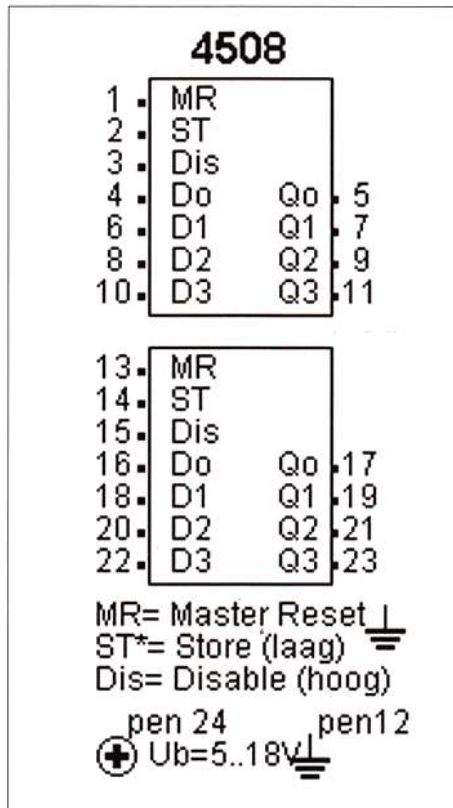 4508
1 MR
2 ST
3 Dis
4 Do Qo 5
6 D1 Q1 7
8 D2 Q2 9
10 D3 Q3 11
13 MR
14 ST
15 Dis
16 Do Qo 17
18 D1 Q1 19
20 D2 Q2 21
22 D3 Q3 23
MR= Master Reset
ST*= Store (laag)
Dis= Disable (hoog)
pen 24 pen12
+ Ub=5..18V